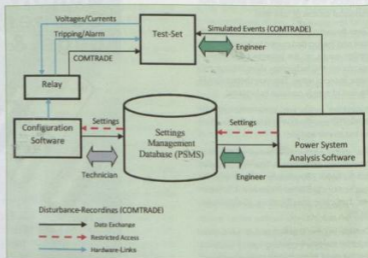 Voltages/Currents
Tripping/Alarm
COMTRADE
Test-Set
Simulated Events (COMTRADE)
Engineer
Relay
Configuration
Software
Settings
Settings
Management
Database (PSMS)
Settings
Power System
Analysis Software
Technician
Engineer
Disturbance-Recordings (COMTRADE)
Data Exchange
Restricted Access
Hardware-Links